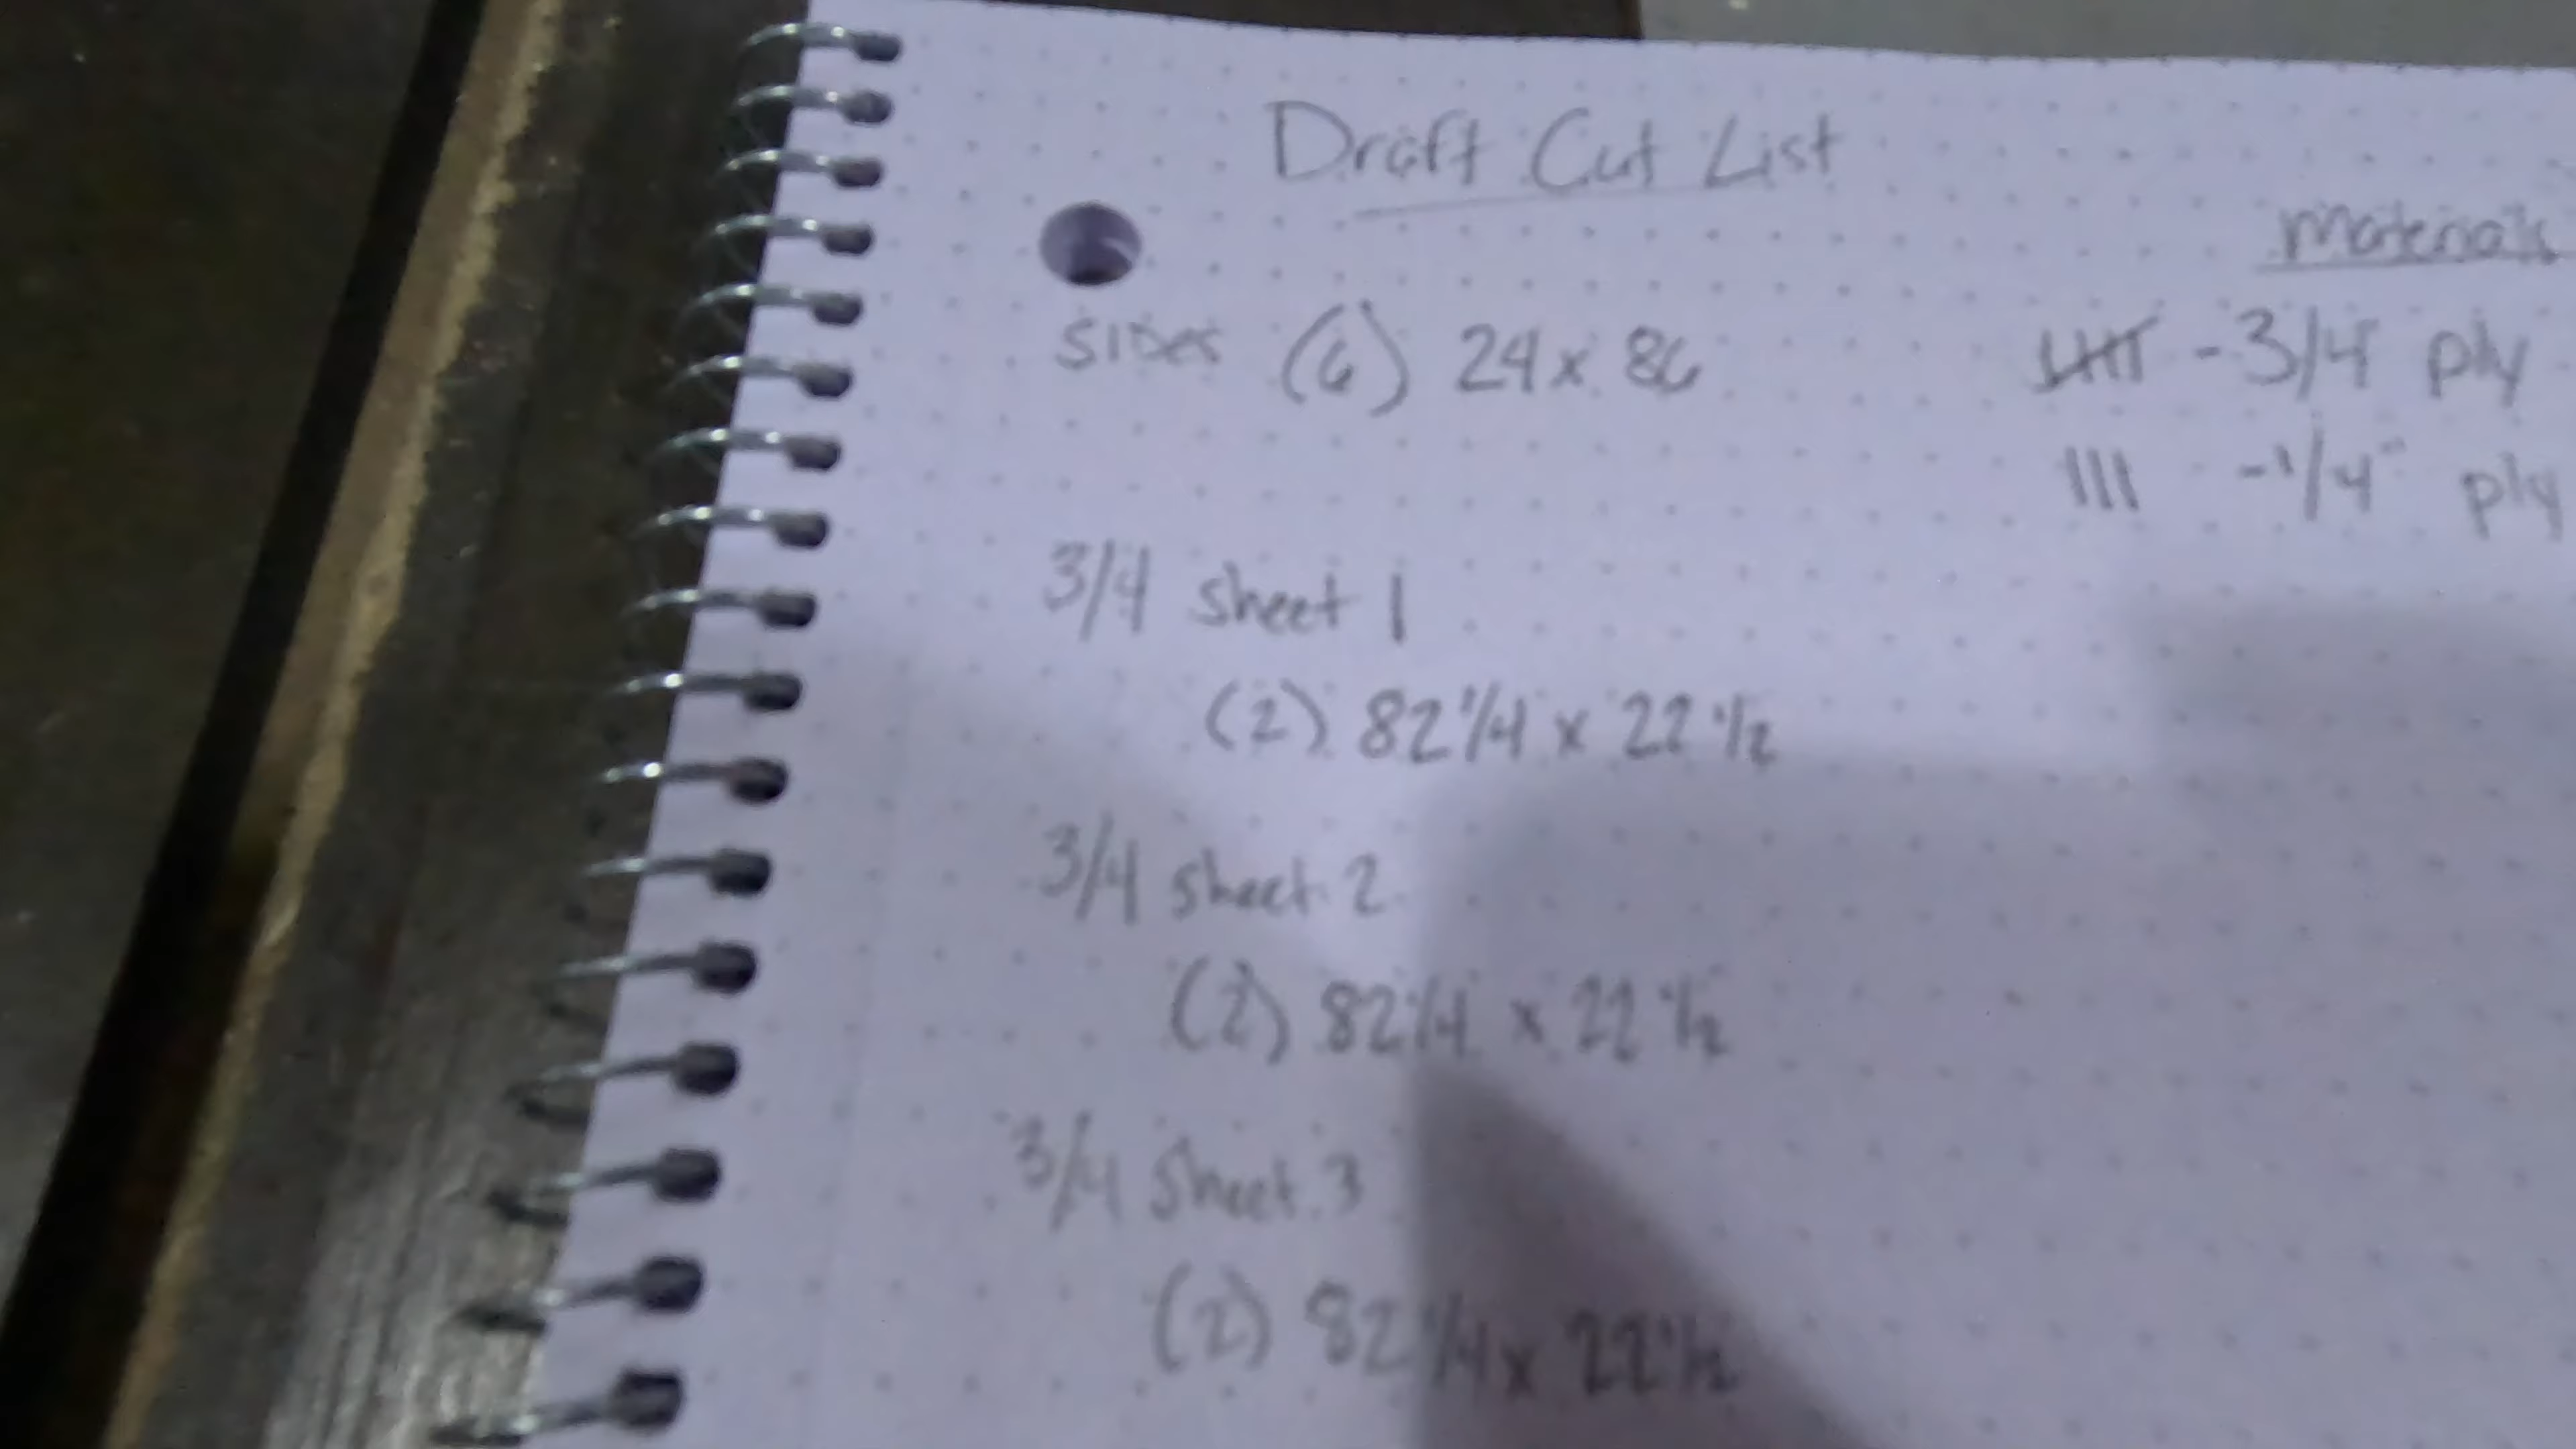 Draft Cut List
Materials
Sides (6) 24 x 86
𝍸 - 3/4" ply
||| - 1/4" ply
3/4 sheet 1
(2) 82 1/4 x 22 1/2
3/4 sheet 2
(2) 82 1/4 x 22 1/2
3/4 sheet 3
(2) 82 1/4 x 22 1/2